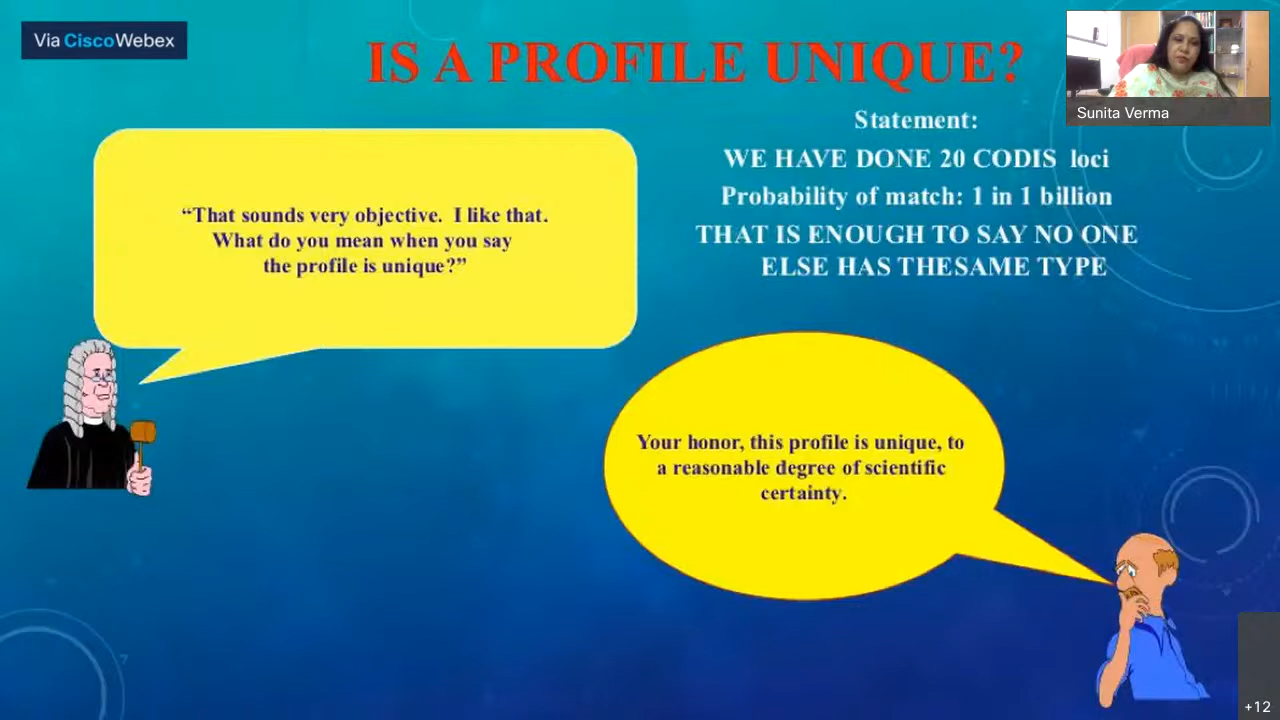 Via CiscoWebex
IS A PROFILE UNIQUE?
Sunita Verma
Statement:
WE HAVE DONE 20 CODIS loci
Probability of match: 1 in 1 billion
THAT IS ENOUGH TO SAY NO ONE
ELSE HAS THESAME TYPE
“That sounds very objective. I like that.
What do you mean when you say
the profile is unique?”
Your honor, this profile is unique, to
a reasonable degree of scientific
certainty.
+12